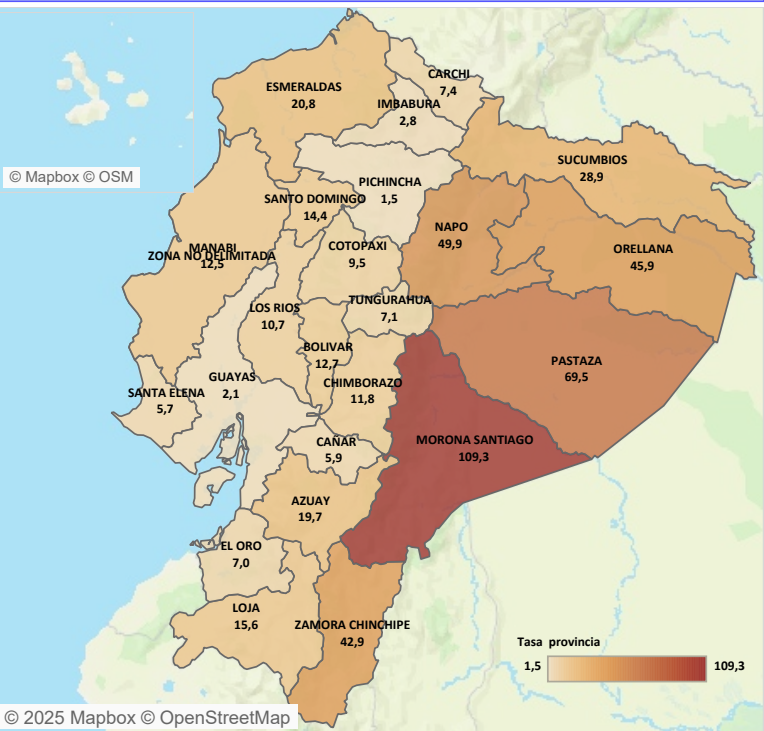 CARCHI
7,4
ESMERALDAS
20,8
IMBABURA
2,8
© Mapbox © OSM
SUCUMBIOS
28,9
PICHINCHA
1,5
SANTO DOMINGO
14,4
NAPO
49,9
MANABI
ZONA NO DELIMITADA
12,5
COTOPAXI
9,5
ORELLANA
45,9
TUNGURAHUA
7,1
LOS RIOS
10,7
BOLIVAR
12,7
PASTAZA
69,5
GUAYAS
2,1
CHIMBORAZO
11,8
SANTA ELENA
5,7
CAÑAR
5,9
MORONA SANTIAGO
109,3
AZUAY
19,7
EL ORO
7,0
LOJA
15,6
ZAMORA CHINCHIPE
42,9
Tasa provincia
1,5 109,3
© 2025 Mapbox © OpenStreetMap